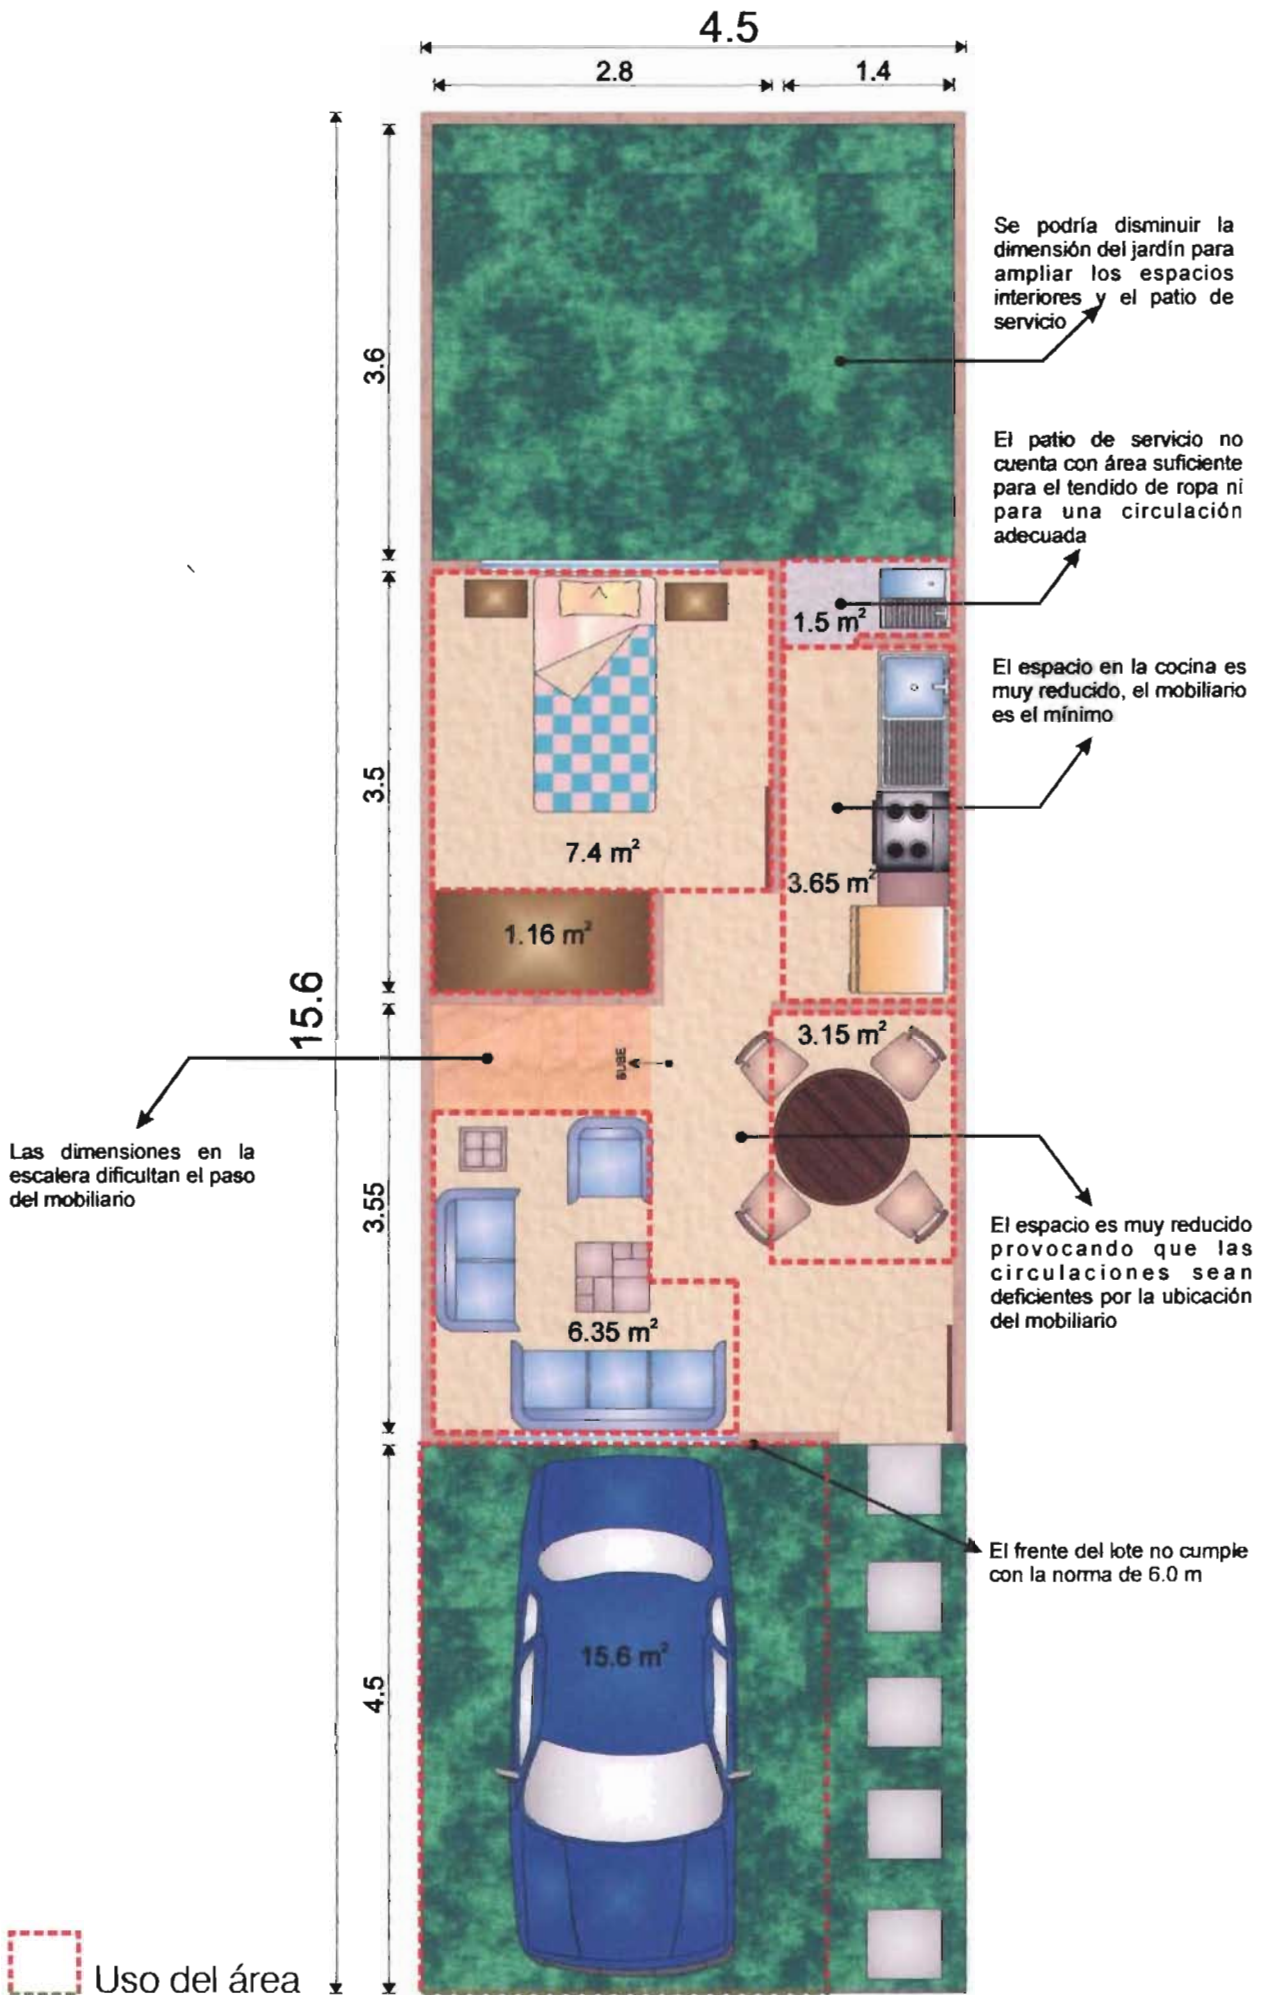 4.5
2.8
1.4
Se podría disminuir la
dimensión del jardín para
ampliar los espacios
interiores y el patio de
servicio
3.6
El patio de servicio no
cuenta con área suficiente
para el tendido de ropa ni
para una circulación
adecuada
1.5 m²
El espacio en la cocina es
muy reducido, el mobiliario
es el mínimo
3.5
7.4 m²
3.65 m²
1.16 m²
15.6
3.15 m²
SUBE
Las dimensiones en la
escalera dificultan el paso
del mobiliario
3.55
El espacio es muy reducido
provocando que las
circulaciones sean
deficientes por la ubicación
del mobiliario
6.35 m²
El frente del lote no cumple
con la norma de 6.0 m
15.6 m²
4.5
Uso del área